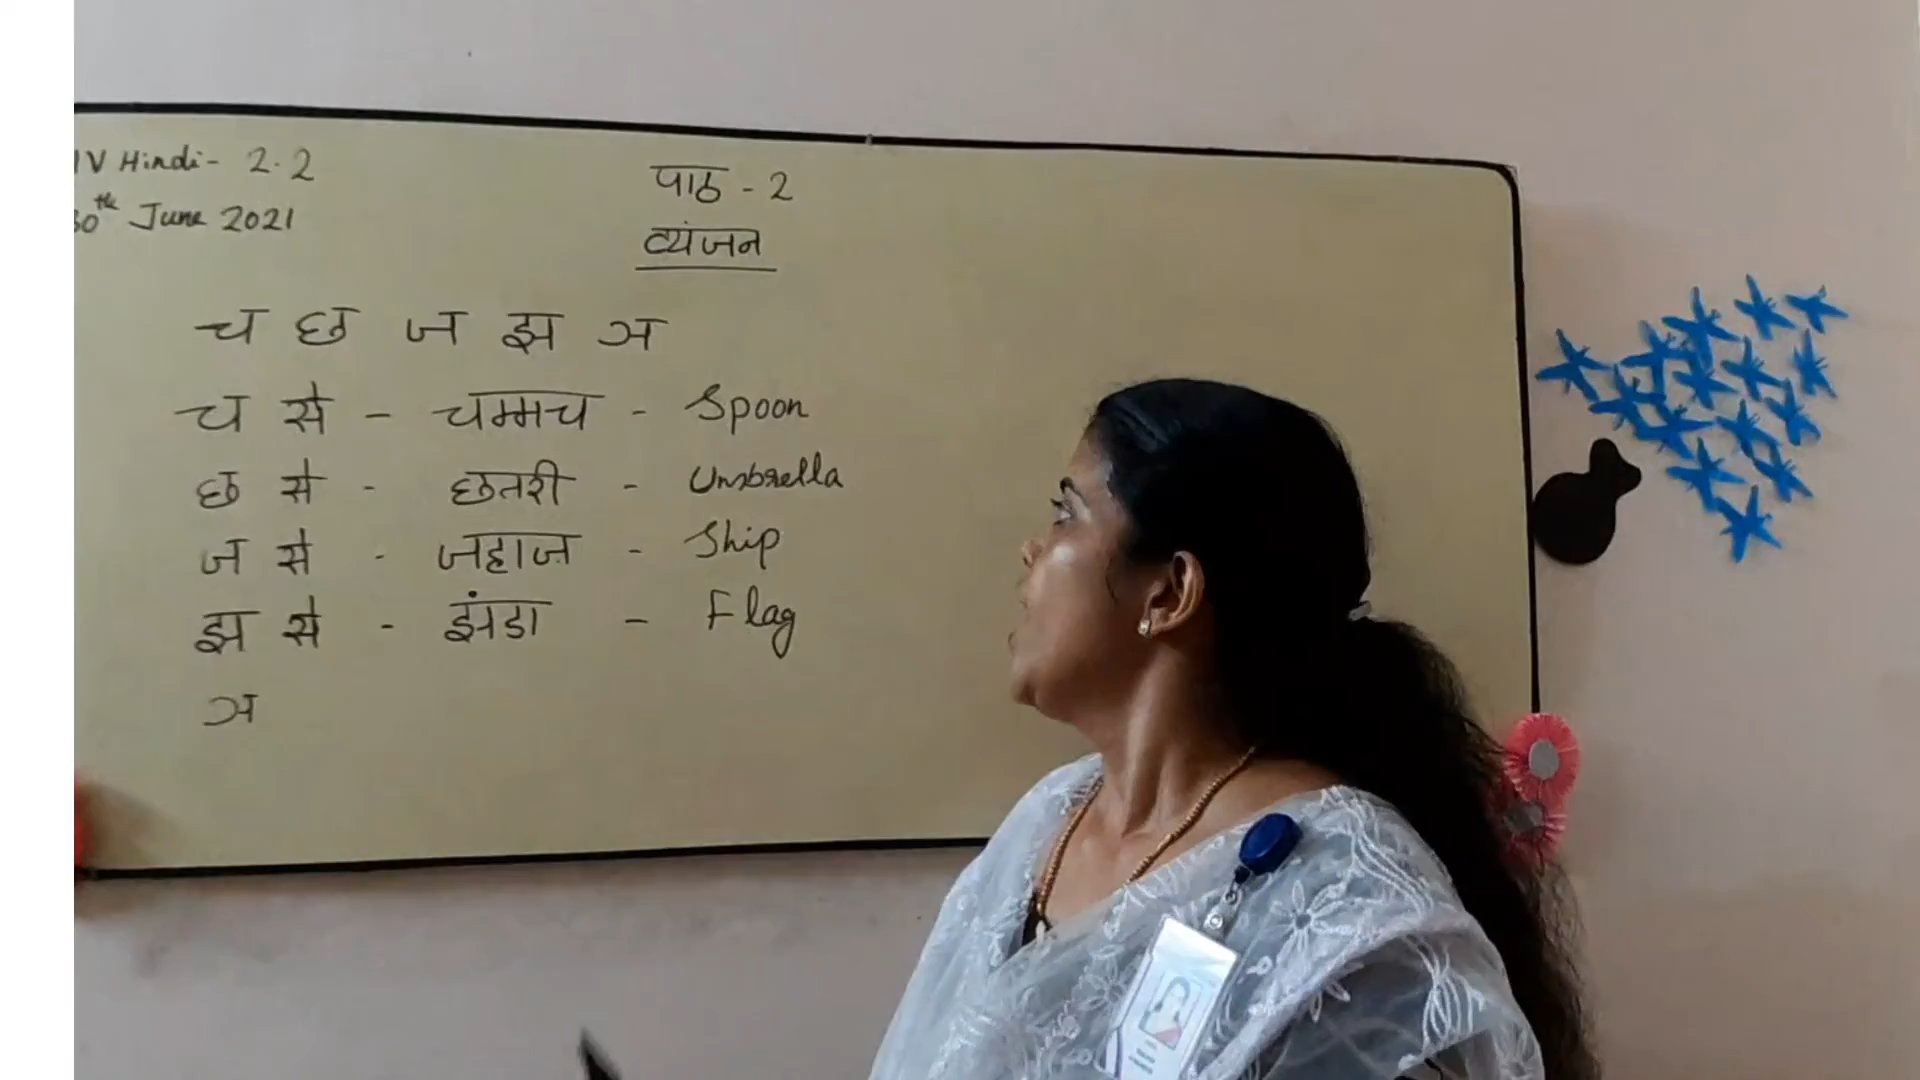 IV Hindi - 2.2
30th June 2021
पाठ - 2
व्यंजन
च छ ज झ ञ
च से - चम्मच - Spoon
छ से - छतरी - Umbrella
ज से - जहाज़ - Ship
झ से - झंडा - Flag
ञ